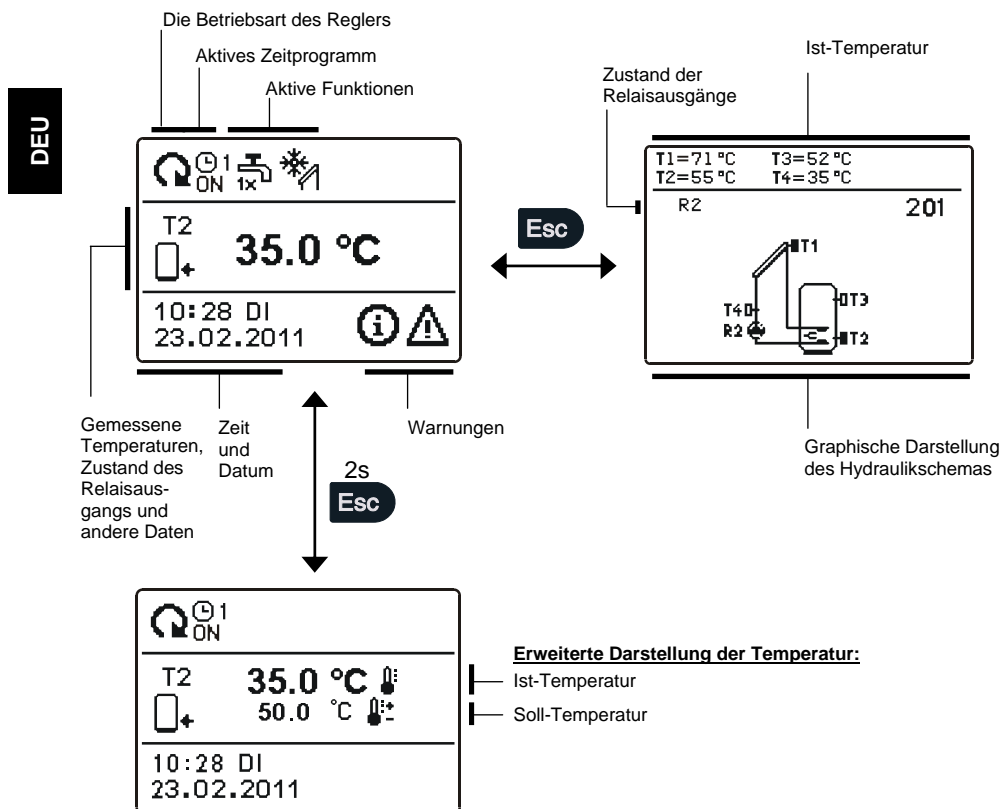 Die Betriebsart des Reglers
Aktives Zeitprogramm
Aktive Funktionen
DEU
1
ON
1x
T2
35.0 °C
10:28 DI
23.02.2011
Gemessene
Temperaturen,
Zustand des
Relaisaus-
gangs und
andere Daten
Zeit
und
Datum
Warnungen
Esc
Ist-Temperatur
Zustand der
Relaisausgänge
T1=71 °C T3=52 °C
T2=55 °C T4=35 °C
R2 201
T1
T3
T4
R2
T2
Graphische Darstellung
des Hydraulikschemas
2s
Esc
1
ON
T2
35.0 °C
50.0 °C
10:28 DI
23.02.2011
Erweiterte Darstellung der Temperatur:
Ist-Temperatur
Soll-Temperatur